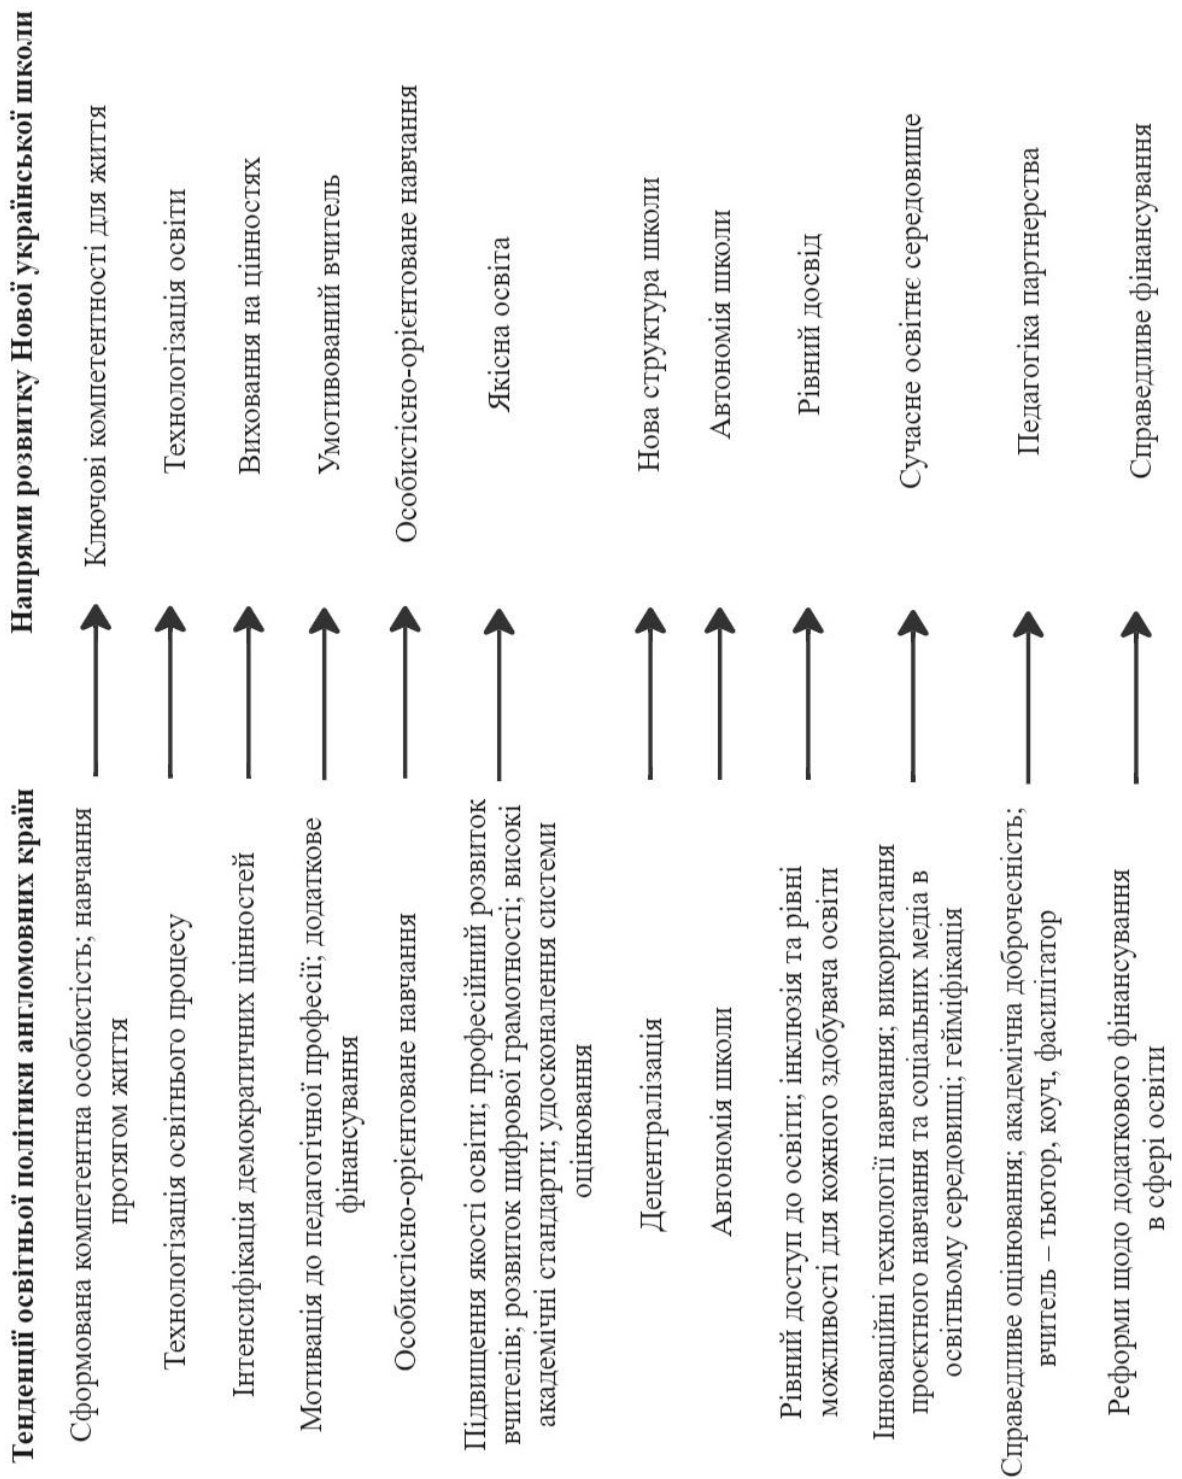 Тенденції освітньої політики англомовних країн
Напрями розвитку Нової української школи
Сформована компетентна особистість; навчання
протягом життя
Ключові компетентності для життя
Технологізація освітнього процесу
Технологізація освіти
Інтенсифікація демократичних цінностей
Виховання на цінностях
Мотивація до педагогічної професії; додаткове
фінансування
Умотивований вчитель
Особистісно-орієнтоване навчання
Особистісно-орієнтоване навчання
Підвищення якості освіти; професійний розвиток
вчителів; розвиток цифрової грамотності; високі
академічні стандарти; удосконалення системи
оцінювання
Якісна освіта
Децентралізація
Нова структура школи
Автономія школи
Автономія школи
Рівний доступ до освіти; інклюзія та рівні
можливості для кожного здобувача освіти
Рівний досвід
Інноваційні технології навчання; використання
проєктного навчання та соціальних медіа в
освітньому середовищі; гейміфікація
Сучасне освітнє середовище
Справедливе оцінювання; академічна доброчесність;
вчитель – тьютор, коуч, фасилітатор
Педагогіка партнерства
Реформи щодо додаткового фінансування
в сфері освіти
Справедливе фінансування